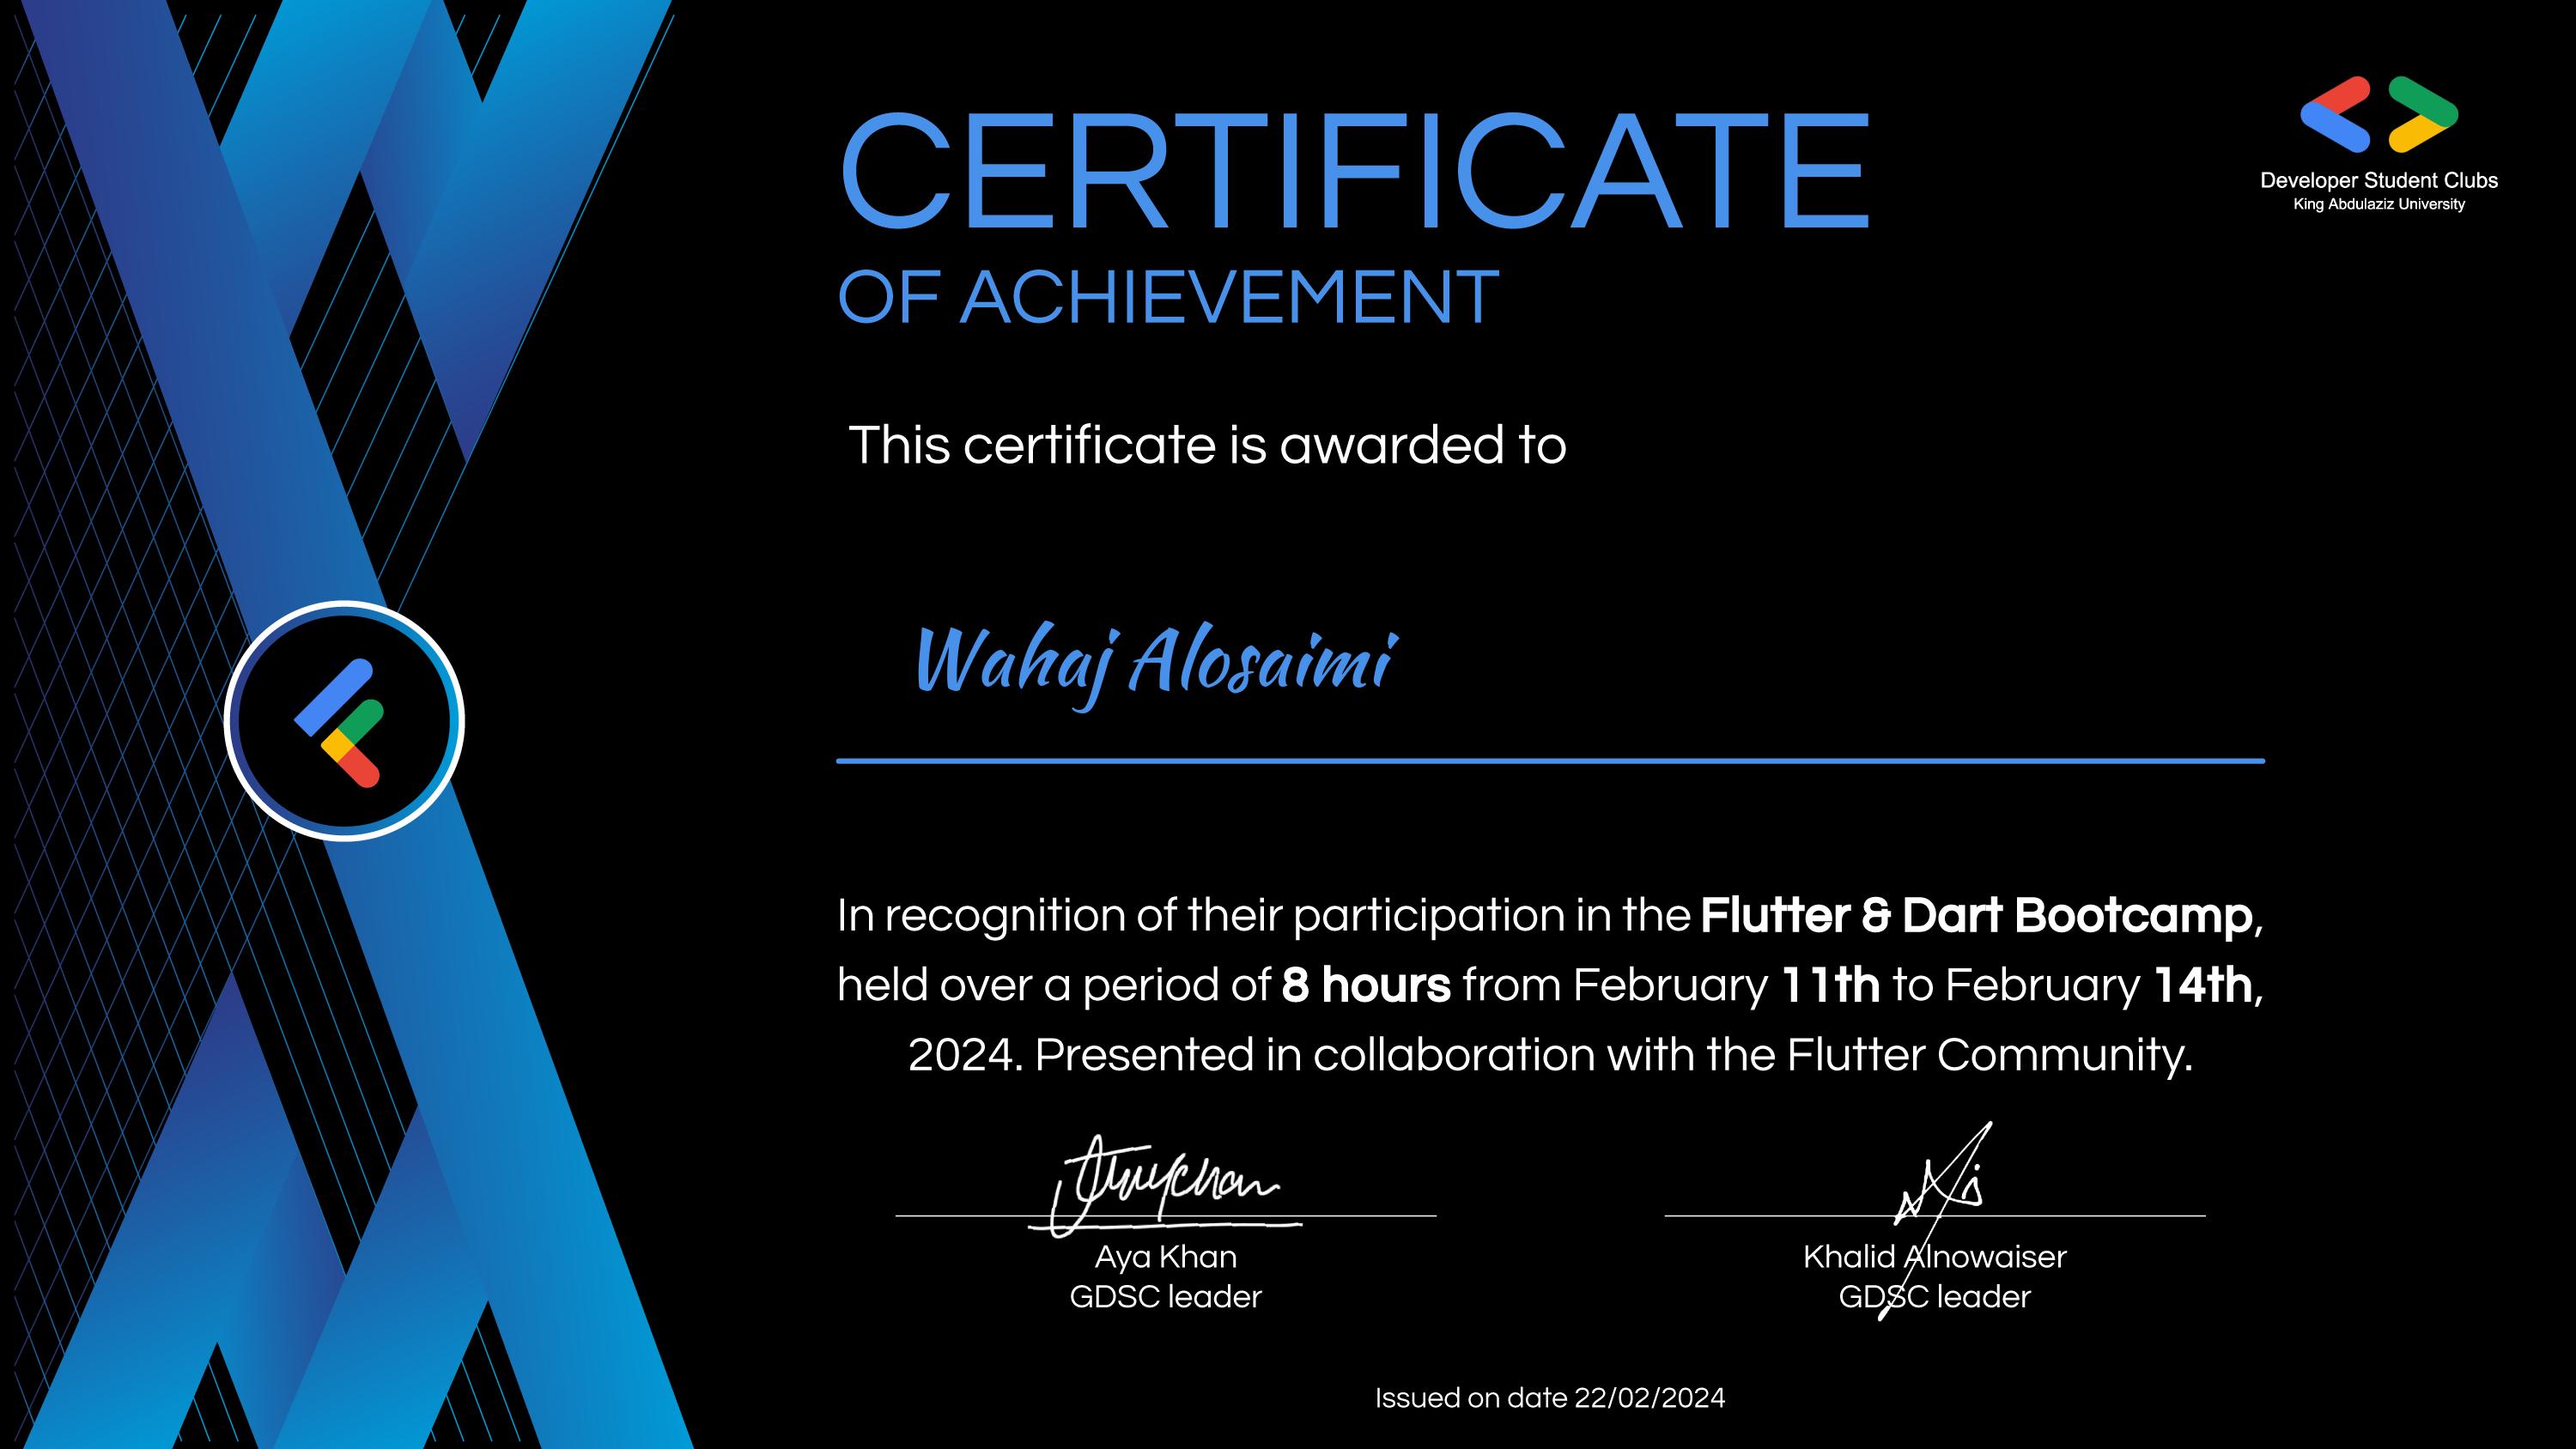 CERTIFICATE
OF ACHIEVEMENT
Developer Student Clubs
King Abdulaziz University
This certificate is awarded to
Wahaj Alosaimi
In recognition of their participation in the Flutter & Dart Bootcamp,
held over a period of 8 hours from February 11th to February 14th,
2024. Presented in collaboration with the Flutter Community.
Aya Khan
GDSC leader
Khalid Alnowaiser
GDSC leader
Issued on date 22/02/2024